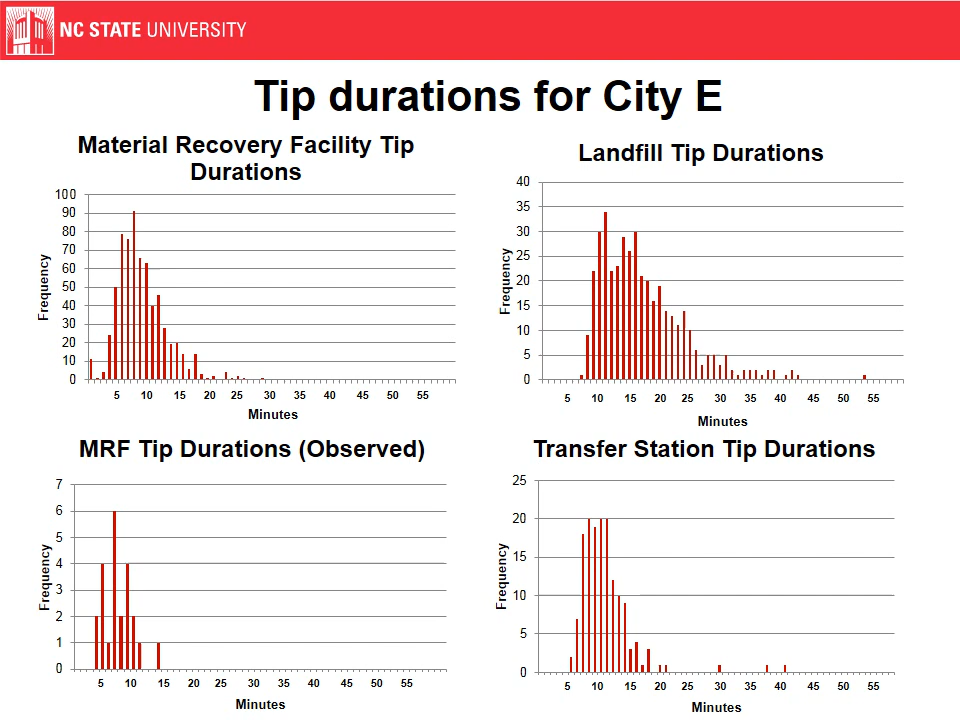 NC STATE UNIVERSITY
Tip durations for City E
Material Recovery Facility Tip
Durations
100
90
80
70
60
50
40
30
20
10
0
Frequency
5 10 15 20 25 30 35 40 45 50 55
Minutes
Landfill Tip Durations
40
35
30
25
20
15
10
5
0
Frequency
5 10 15 20 25 30 35 40 45 50 55
Minutes
MRF Tip Durations (Observed)
7
6
5
4
3
2
1
0
Frequency
5 10 15 20 25 30 35 40 45 50 55
Minutes
Transfer Station Tip Durations
25
20
15
10
5
0
Frequency
5 10 15 20 25 30 35 40 45 50 55
Minutes